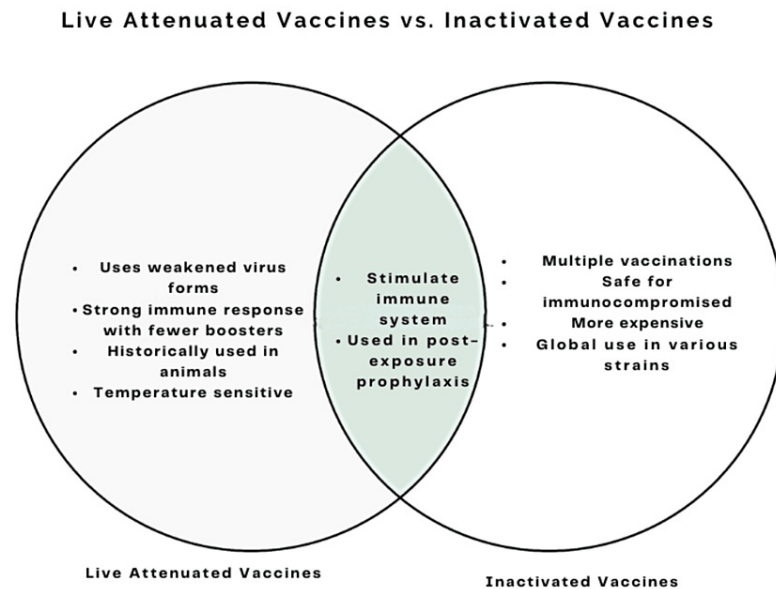 Live Attenuated Vaccines vs. Inactivated Vaccines
• Uses weakened virus
forms
• Strong immune response
with fewer boosters
• Historically used in
animals
• Temperature sensitive
• Stimulate
immune
system
• Used in post-
exposure
prophylaxis
• Multiple vaccinations
• Safe for
immunocompromised
• More expensive
• Global use in various
strains
Live Attenuated Vaccines
Inactivated Vaccines